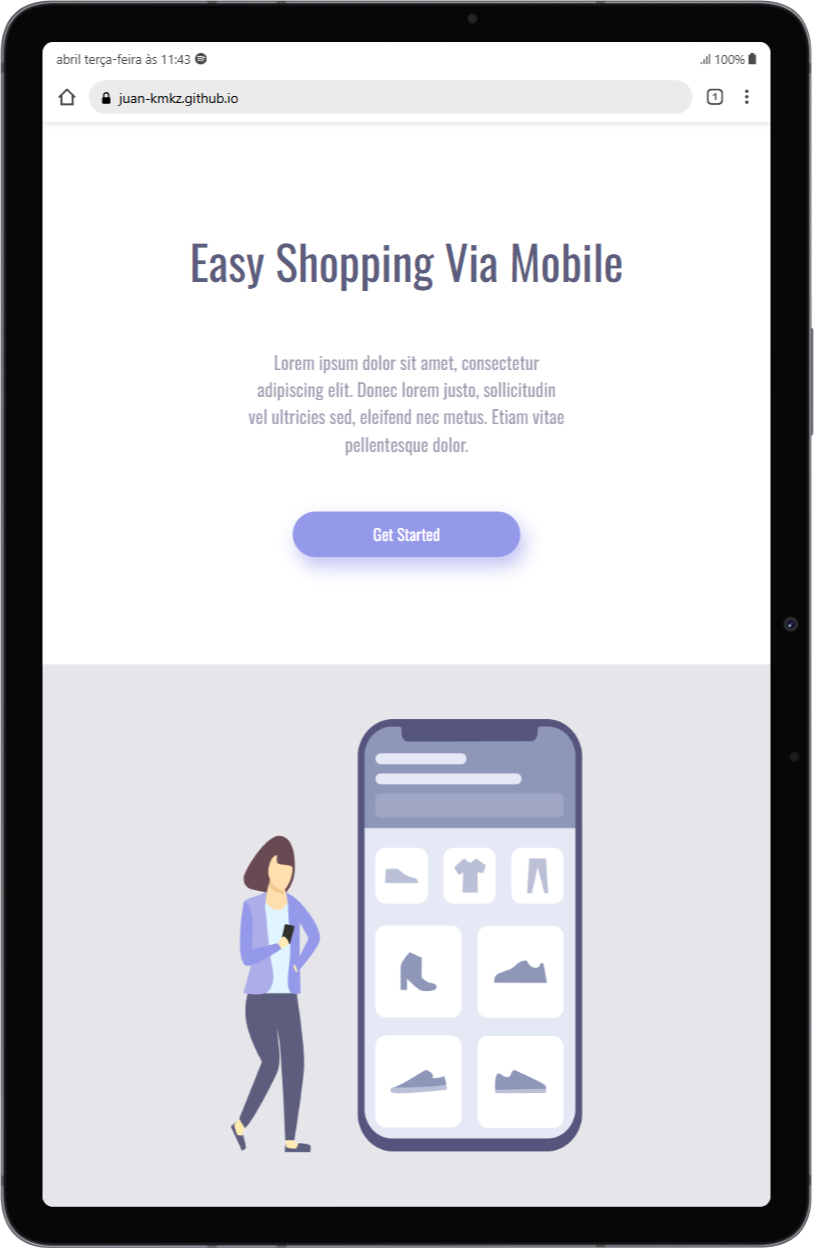 abril terça-feira às 11:43
100%
juan-kmkz.github.io
1
Easy Shopping Via Mobile
Lorem ipsum dolor sit amet, consectetur
adipiscing elit. Donec lorem justo, sollicitudin
vel ultricies sed, eleifend nec metus. Etiam vitae
pellentesque dolor.
Get Started